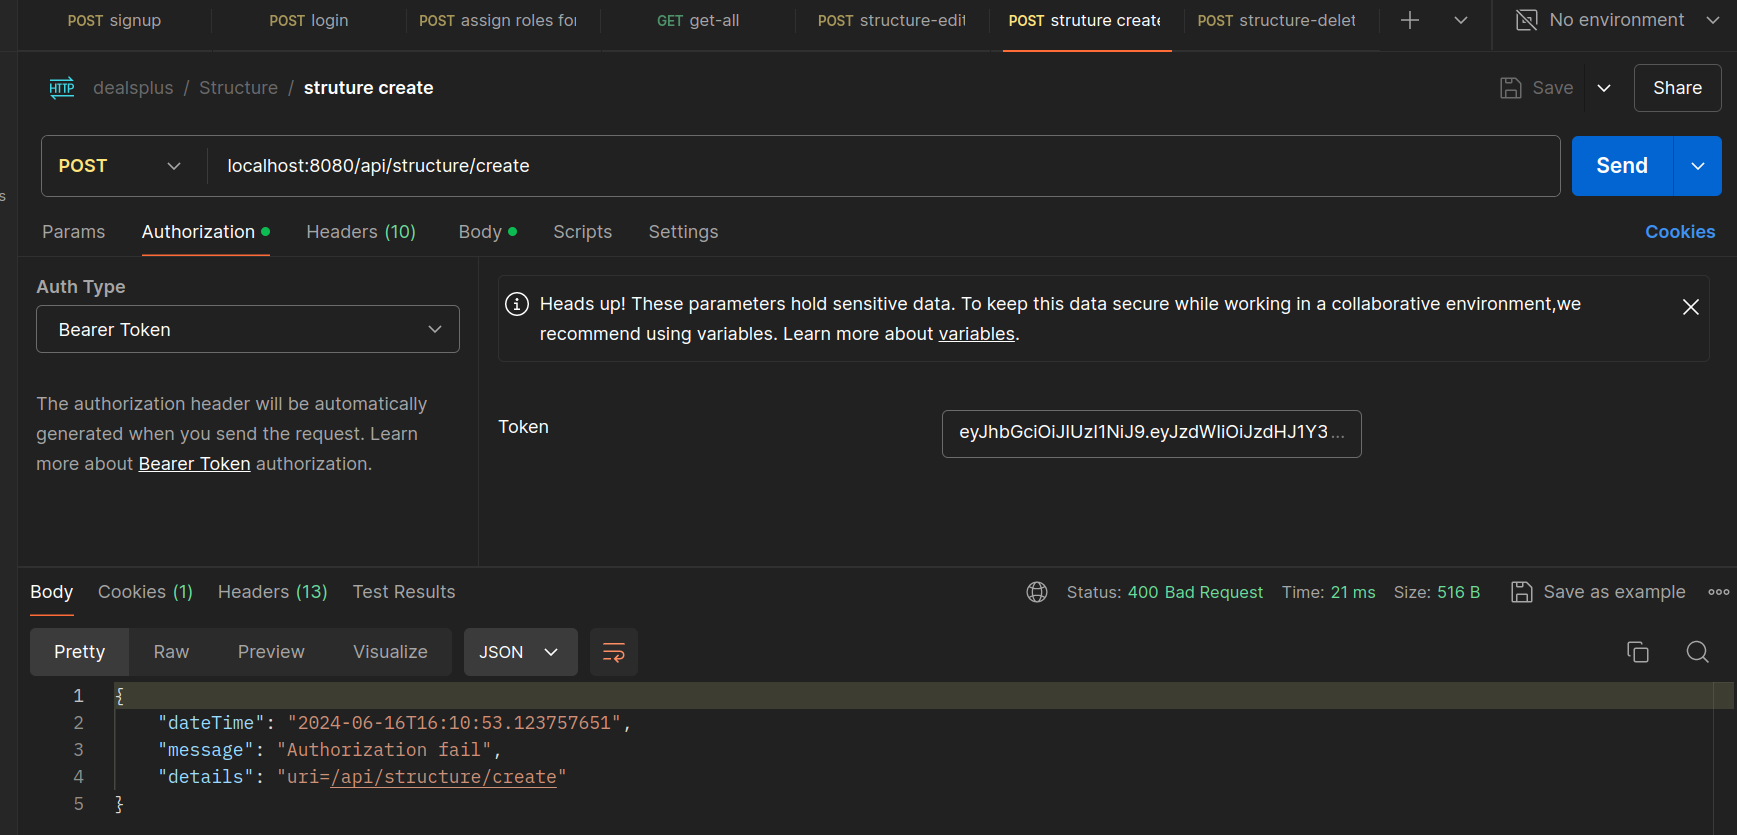 POST signup POST login POST assign roles for GET get-all POST structure-edit POST struture create POST structure-delet No environment
HTTP dealsplus / Structure / struture create Save Share
POST localhost:8080/api/structure/create Send
s
Params Authorization Headers (10) Body Scripts Settings Cookies
Auth Type
Bearer Token
The authorization header will be automatically
generated when you send the request. Learn
more about Bearer Token authorization.
Heads up! These parameters hold sensitive data. To keep this data secure while working in a collaborative environment,we
recommend using variables. Learn more about variables.
Token eyJhbGciOiJIUzI1NiJ9.eyJzdWIiOiJzdHJ1Y3...
Body Cookies (1) Headers (13) Test Results Status: 400 Bad Request Time: 21 ms Size: 516 B Save as example
Pretty Raw Preview Visualize JSON
1 {
2 "dateTime": "2024-06-16T16:10:53.123757651",
3 "message": "Authorization fail",
4 "details": "uri=/api/structure/create"
5 }